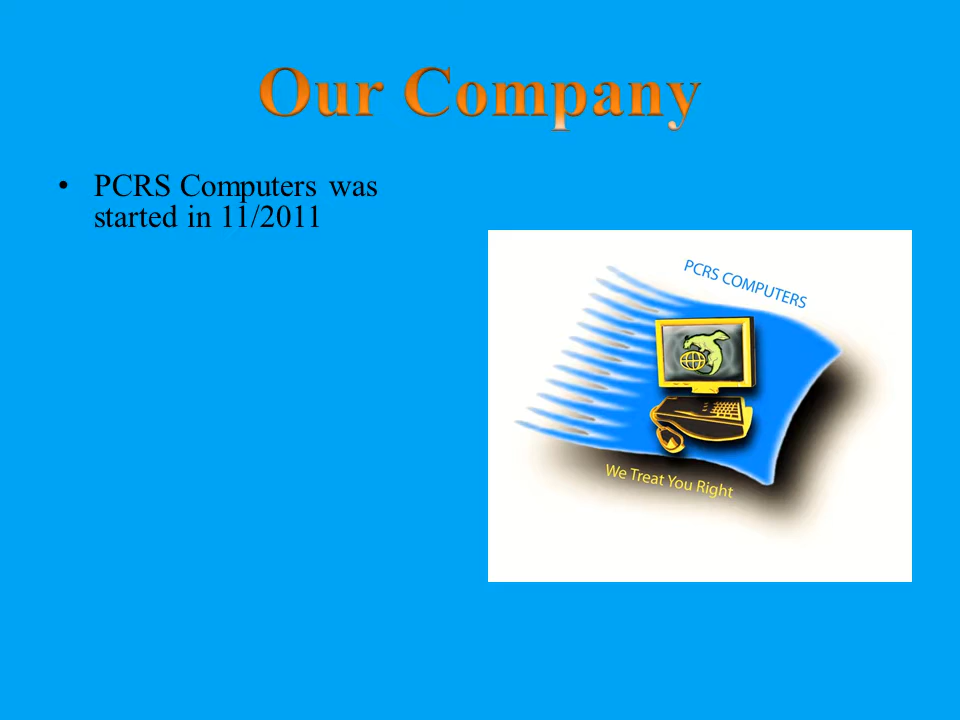 Our Company
• PCRS Computers was
started in 11/2011
PCRS COMPUTERS
We Treat You Right